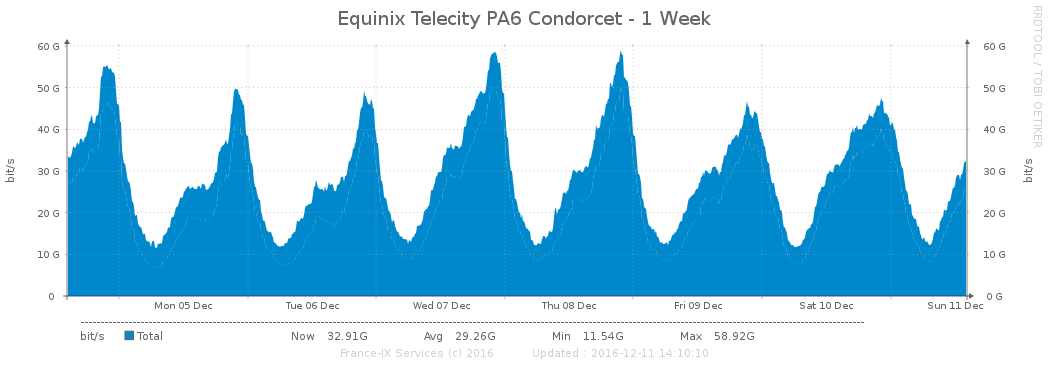 Equinix Telecity PA6 Condorcet - 1 Week
RRDTOOL / TOBI OETIKER
bit/s
60 G
50 G
40 G
30 G
20 G
10 G
0
60 G
50 G
40 G
30 G
20 G
10 G
0 G
bit/s
Mon 05 Dec Tue 06 Dec Wed 07 Dec Thu 08 Dec Fri 09 Dec Sat 10 Dec Sun 11 Dec
bit/s Total Now 32.91G Avg 29.26G Min 11.54G Max 58.92G
France-IX Services (c) 2016 Updated : 2016-12-11 14:10:10